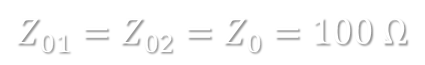 Z₀₁ = Z₀₂ = Z₀ = 100 Ω